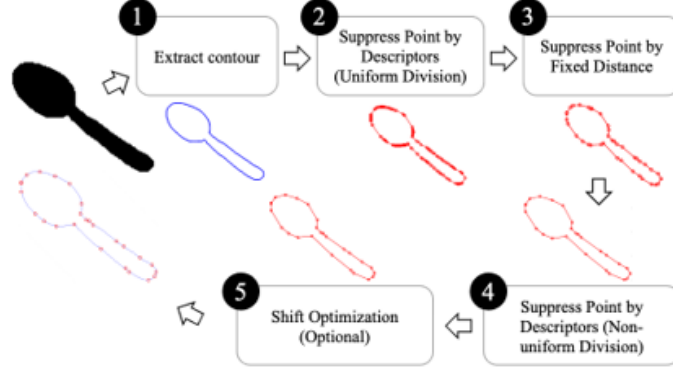 1
Extract contour
2
Suppress Point by
Descriptors
(Uniform Division)
3
Suppress Point by
Fixed Distance
4
Suppress Point by
Descriptors (Non-
uniform Division)
5
Shift Optimization
(Optional)